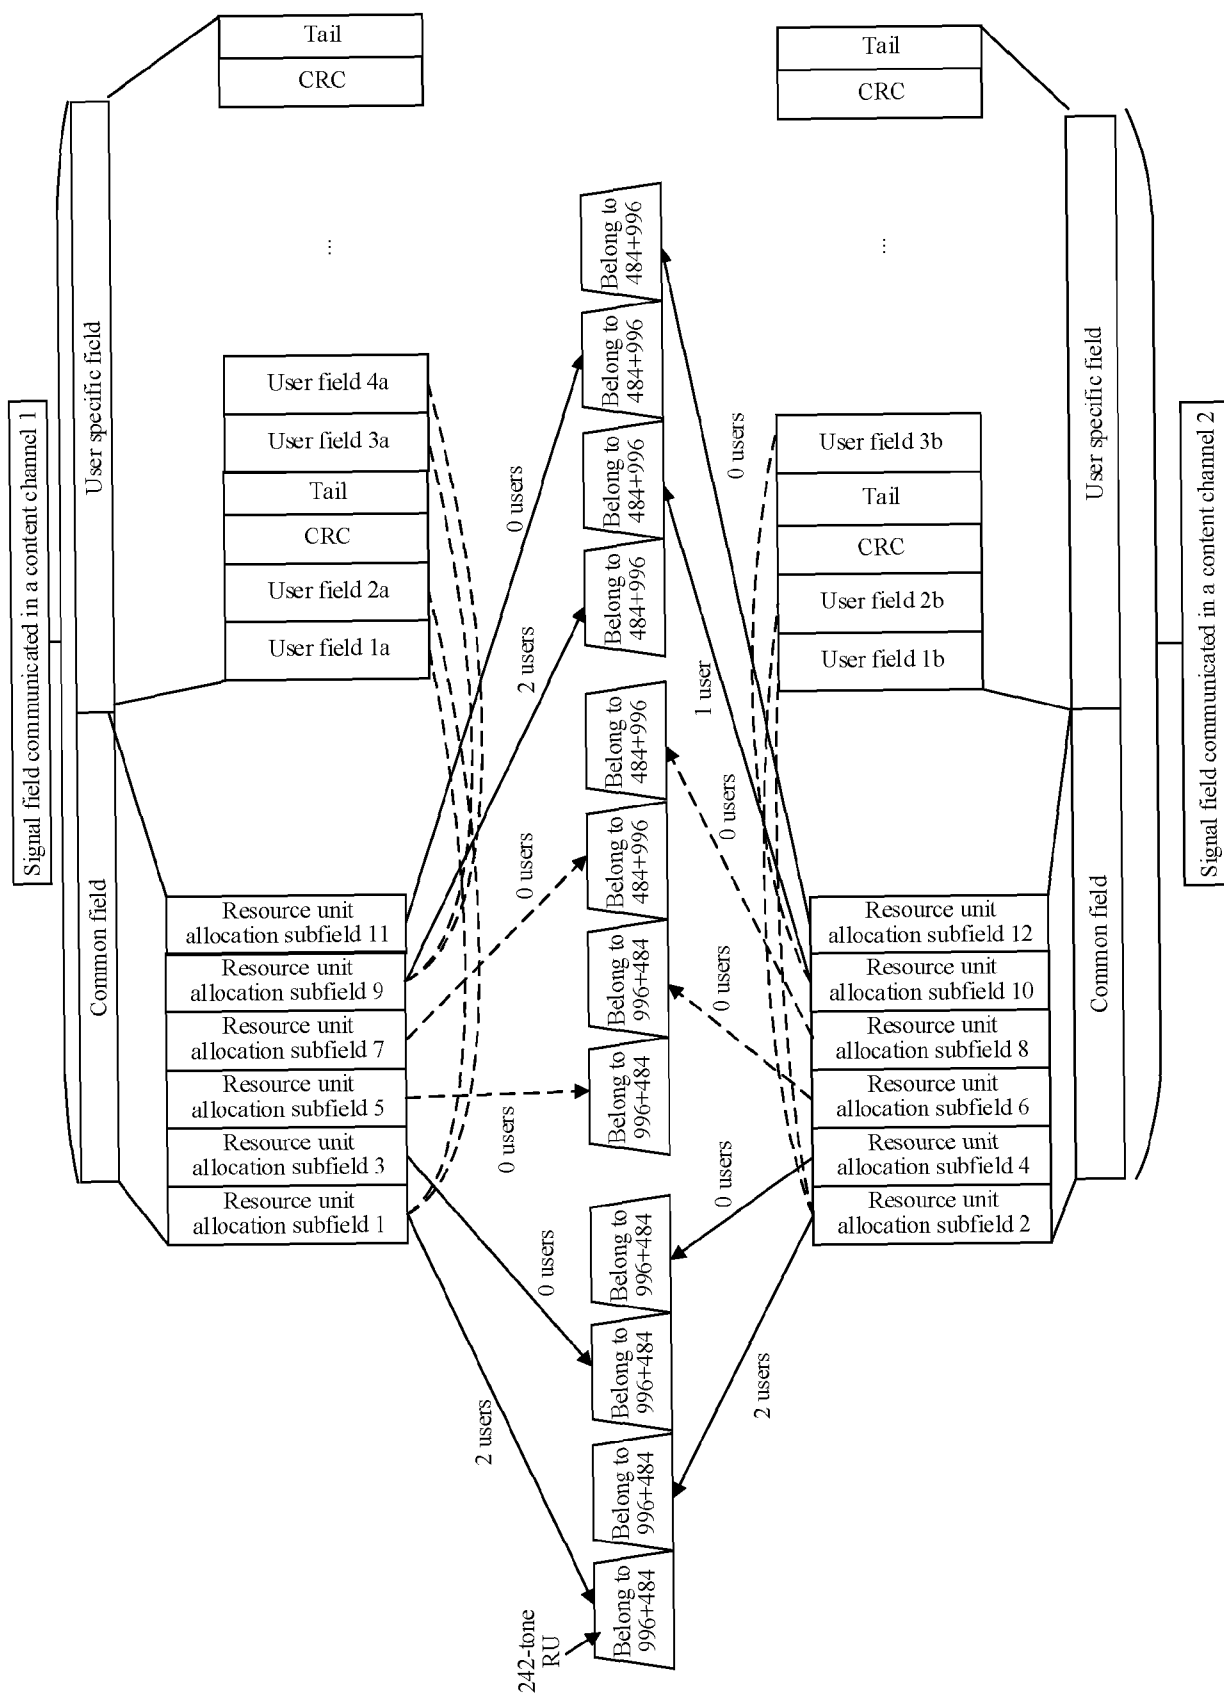 Signal field communicated in a content channel 1
Common field
User specific field
Resource unit
allocation subfield 1
Resource unit
allocation subfield 3
Resource unit
allocation subfield 5
Resource unit
allocation subfield 7
Resource unit
allocation subfield 9
Resource unit
allocation subfield 11
User field 1a
User field 2a
CRC
Tail
User field 3a
User field 4a
...
CRC
Tail
2 users
0 users
0 users
0 users
2 users
0 users
242-tone
RU
Belong to
996+484
Belong to
996+484
Belong to
996+484
Belong to
996+484
Belong to
996+484
Belong to
996+484
Belong to
484+996
Belong to
484+996
Belong to
484+996
Belong to
484+996
Belong to
484+996
Belong to
484+996
2 users
0 users
0 users
0 users
1 user
0 users
Resource unit
allocation subfield 2
Resource unit
allocation subfield 4
Resource unit
allocation subfield 6
Resource unit
allocation subfield 8
Resource unit
allocation subfield 10
Resource unit
allocation subfield 12
User field 1b
User field 2b
CRC
Tail
User field 3b
...
CRC
Tail
Common field
User specific field
Signal field communicated in a content channel 2